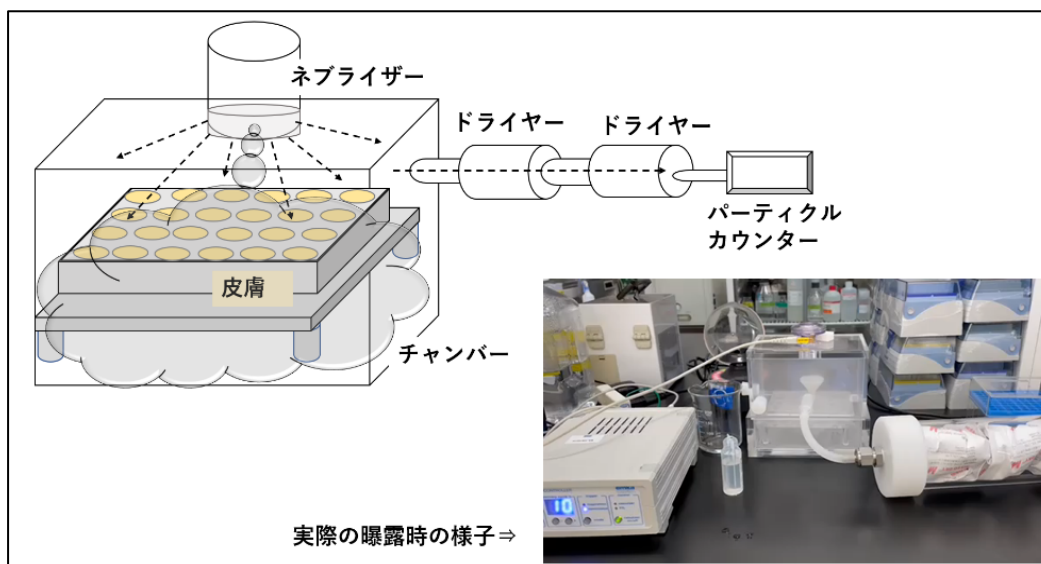 ネブライザー
ドライヤー
ドライヤー
パーティクル
カウンター
皮膚
チャンバー
実際の曝露時の様子⇒
10